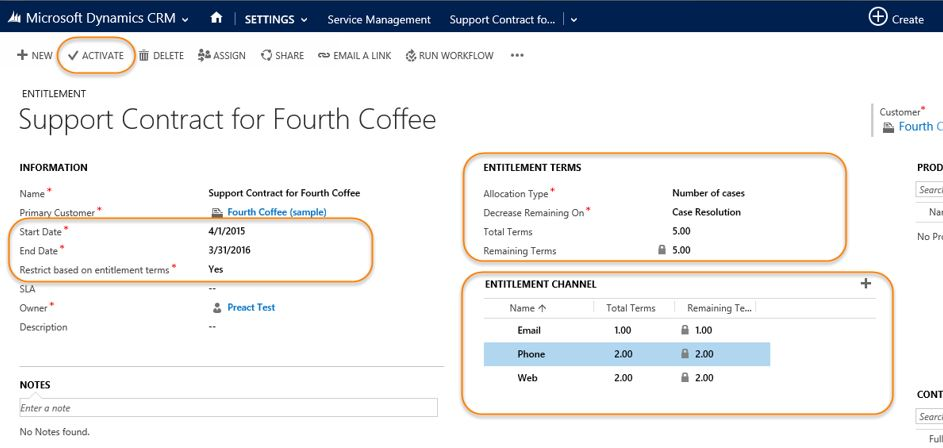 Microsoft Dynamics CRM SETTINGS Service Management Support Contract fo... Create
NEW ACTIVATE DELETE ASSIGN SHARE EMAIL A LINK RUN WORKFLOW •••
ENTITLEMENT
Support Contract for Fourth Coffee
Customer*
Fourth C
INFORMATION
Name* Support Contract for Fourth Coffee
Primary Customer* Fourth Coffee (sample)
Start Date* 4/1/2015
End Date* 3/31/2016
Restrict based on entitlement terms* Yes
SLA --
Owner* Preact Test
Description --
NOTES
Enter a note
No Notes found.
ENTITLEMENT TERMS
Allocation Type* Number of cases
Decrease Remaining On* Case Resolution
Total Terms 5.00
Remaining Terms 5.00
ENTITLEMENT CHANNEL +
Name ↑ Total Terms Remaining Te...
Email 1.00 1.00
Phone 2.00 2.00
Web 2.00 2.00
PROD
Searc
Nar
No Pro
CONT
Searc
Full